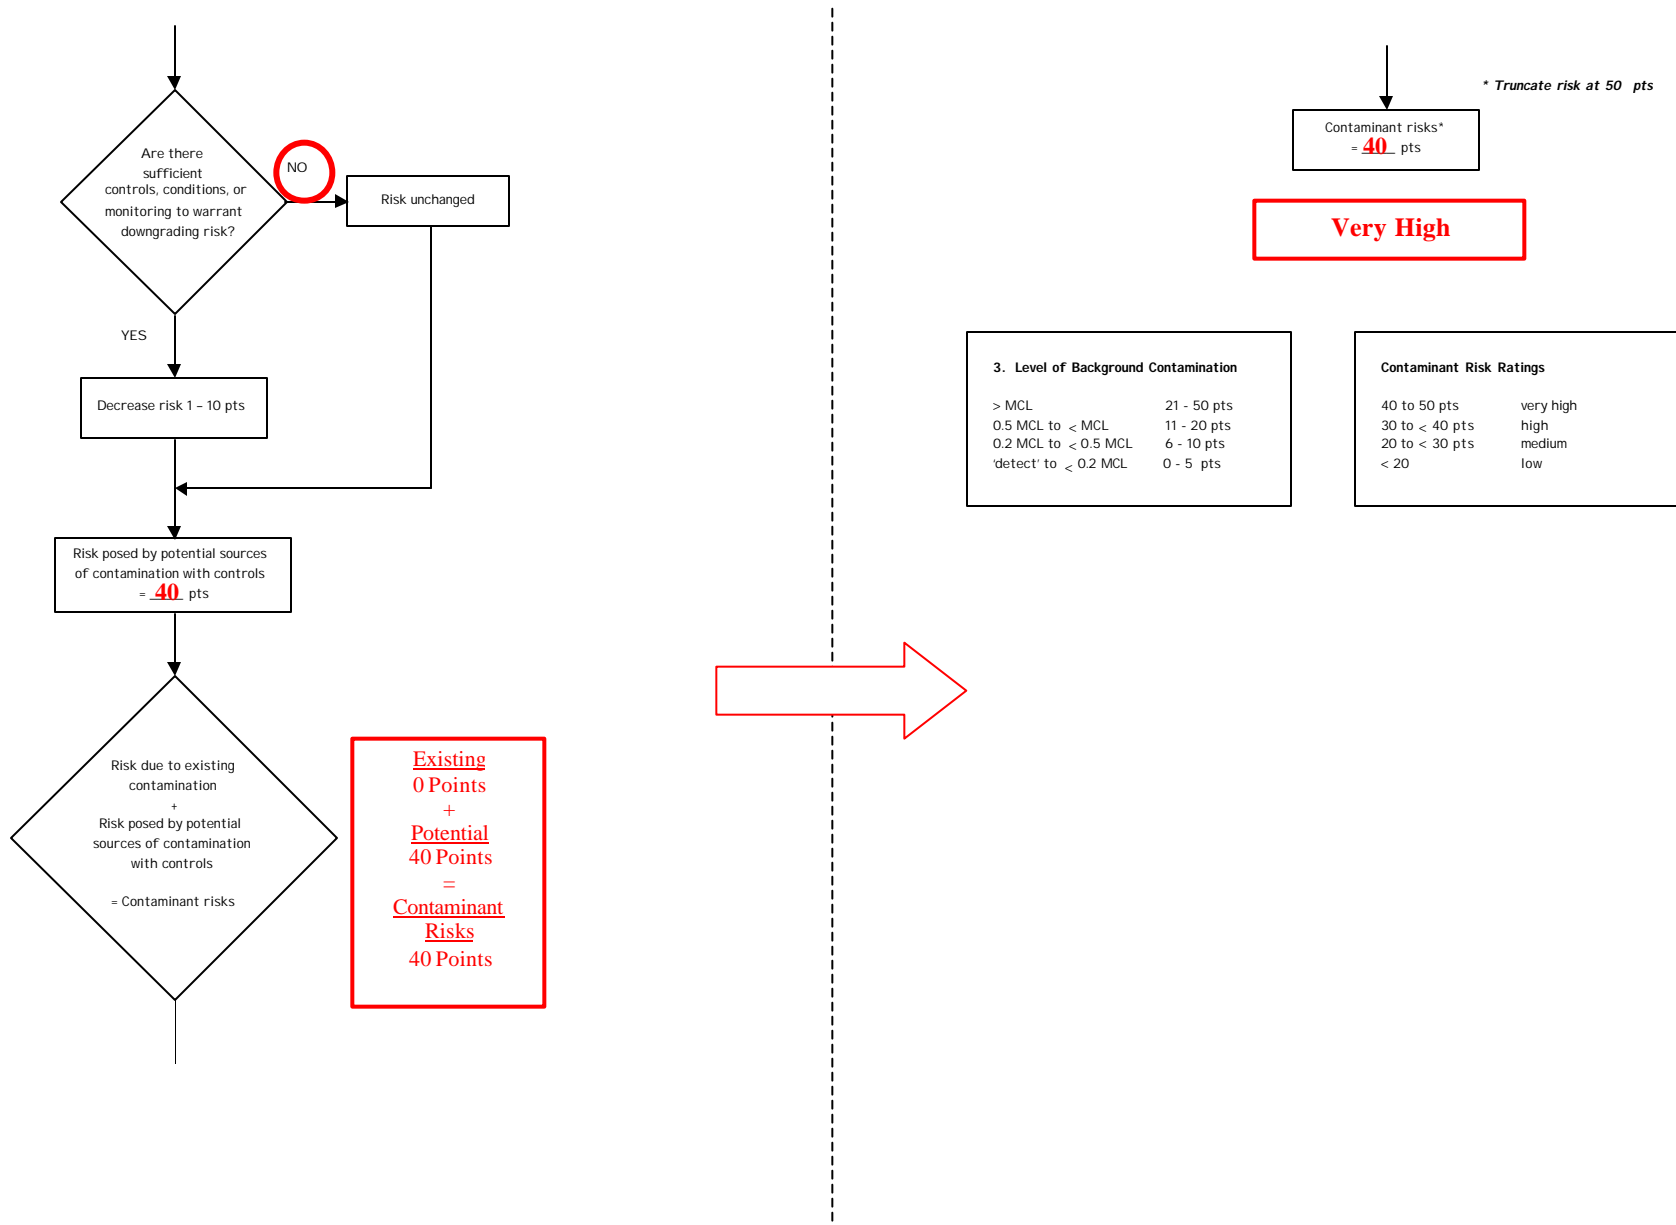 Are there
sufficient
controls, conditions, or
monitoring to warrant
downgrading risk?
NO
Risk unchanged
YES
Decrease risk 1 – 10 pts
Risk posed by potential sources
of contamination with controls
= 40 pts
Risk due to existing
contamination
+
Risk posed by potential
sources of contamination
with controls
= Contaminant risks
Existing
0 Points
+
Potential
40 Points
=
Contaminant
Risks
40 Points
* Truncate risk at 50 pts
Contaminant risks*
= 40 pts
Very High
3. Level of Background Contamination
> MCL 21 - 50 pts
0.5 MCL to < MCL 11 - 20 pts
0.2 MCL to < 0.5 MCL 6 - 10 pts
'detect' to < 0.2 MCL 0 - 5 pts
Contaminant Risk Ratings
40 to 50 pts very high
30 to < 40 pts high
20 to < 30 pts medium
< 20 low